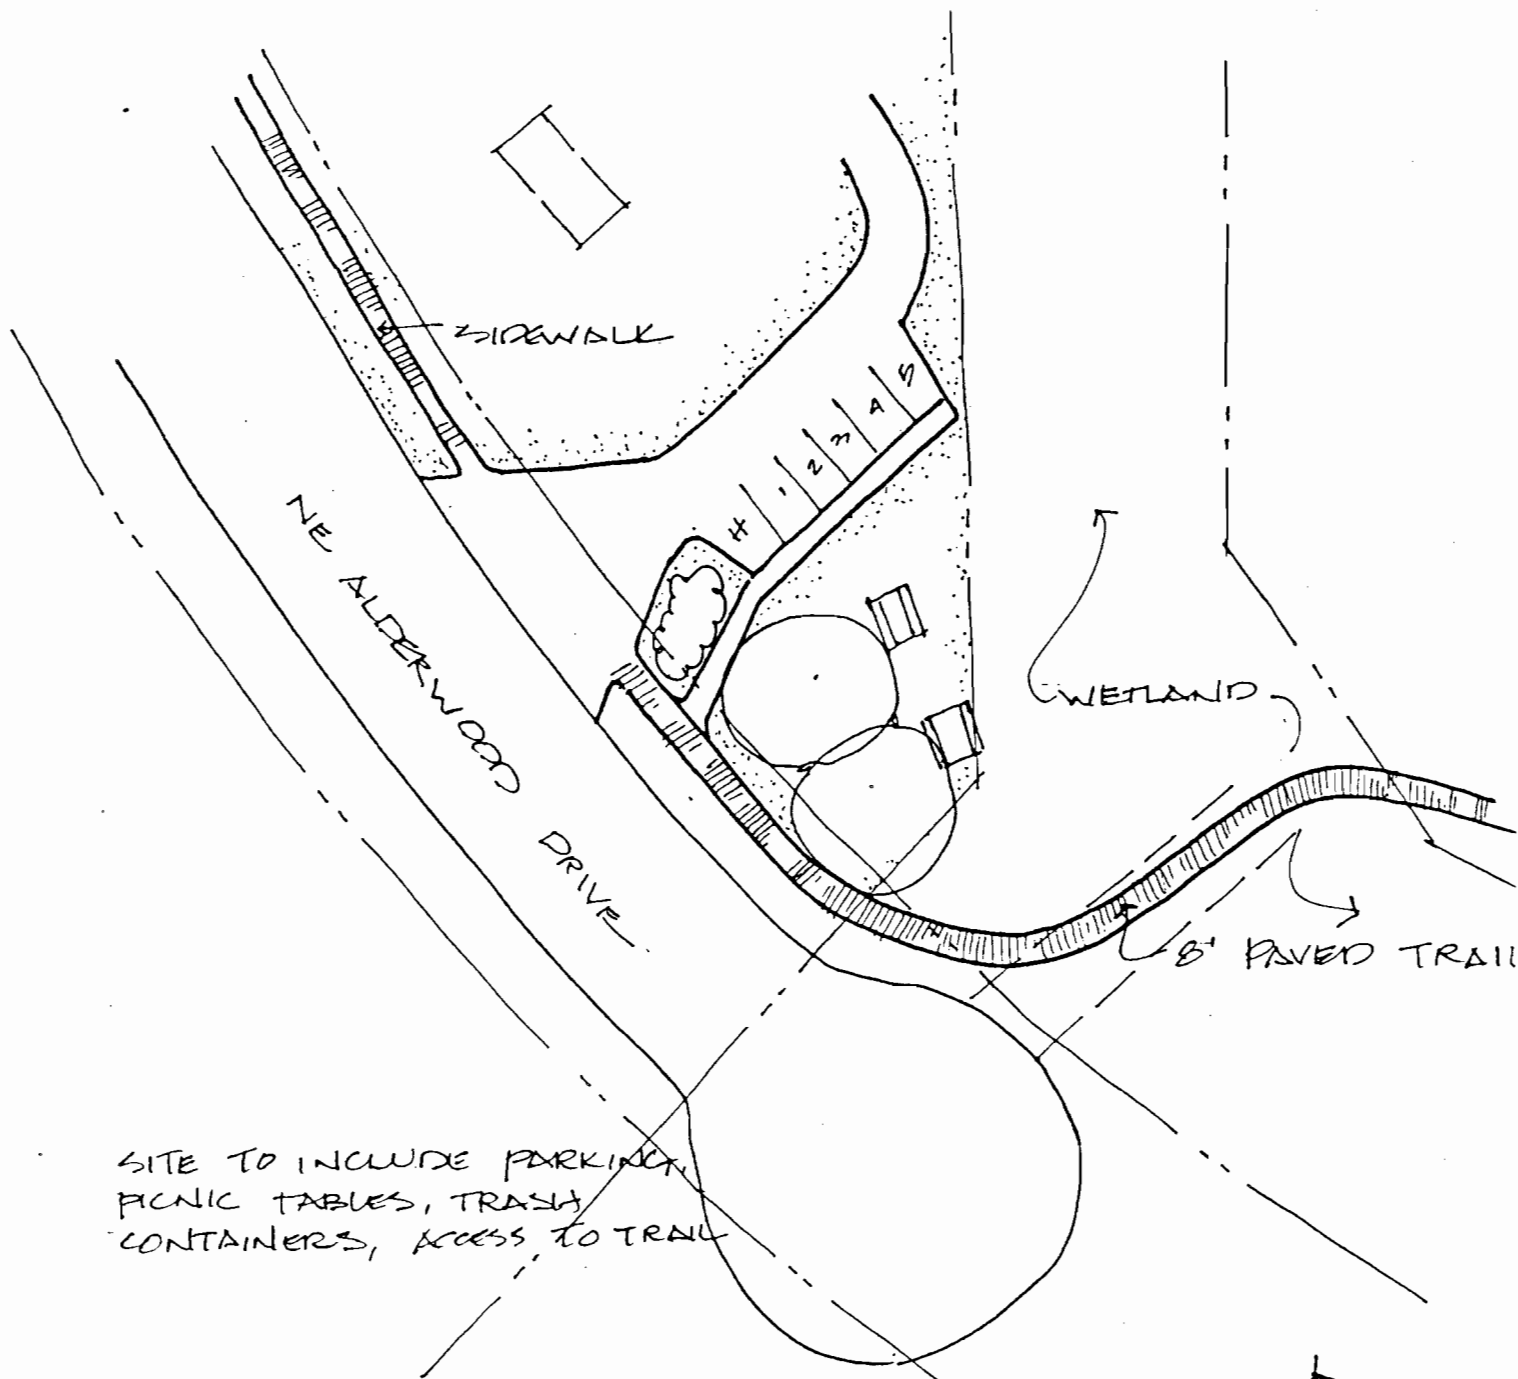 SIDEWALK
5
4
3
2
1
H
NE ALDERWOOD DRIVE
WETLAND
8' PAVED TRAIL
SITE TO INCLUDE PARKING,
PICNIC TABLES, TRASH
CONTAINERS, ACCESS TO TRAIL